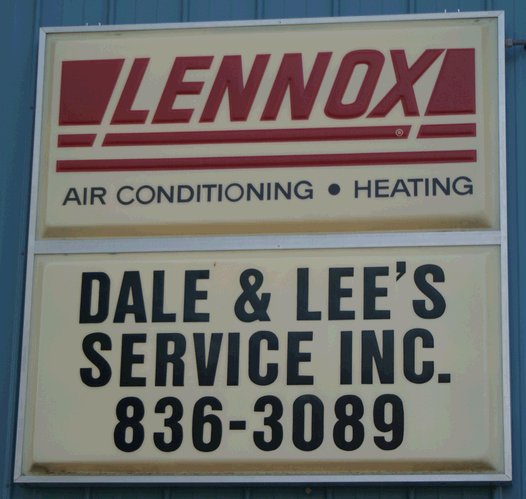 LENNOX
®
AIR CONDITIONING • HEATING
DALE & LEE'S
SERVICE INC.
836-3089